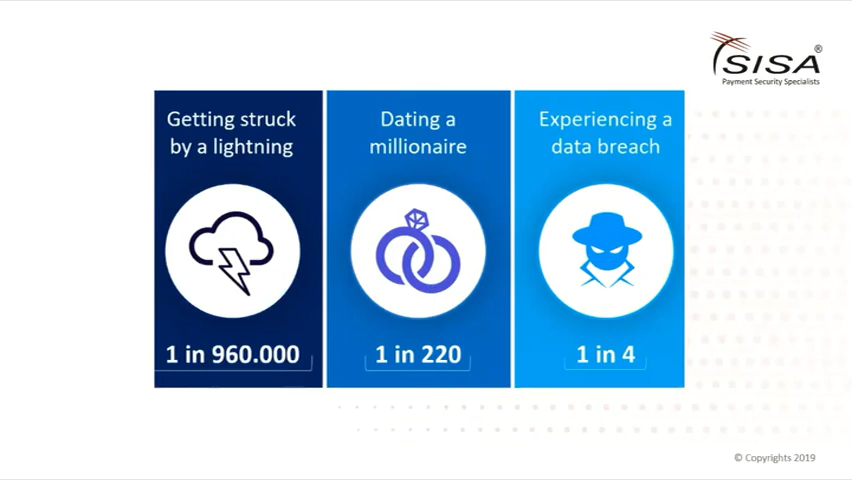 SISA®
Payment Security Specialists
Getting struck
by a lightning
Dating a
millionaire
Experiencing a
data breach
1 in 960.000
1 in 220
1 in 4
© Copyrights 2019